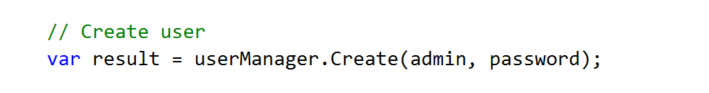 // Create user
var result = userManager.Create(admin, password);